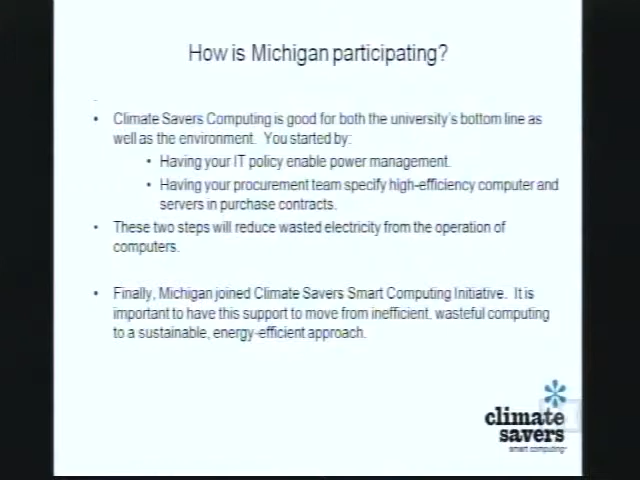 How is Michigan participating?
• Climate Savers Computing is good for both the university's bottom line as
well as the environment. You started by:
• Having your IT policy enable power management.
• Having your procurement team specify high-efficiency computer and
servers in purchase contracts.
• These two steps will reduce wasted electricity from the operation of
computers.
• Finally, Michigan joined Climate Savers Smart Computing Initiative. It is
important to have this support to move from inefficient, wasteful computing
to a sustainable, energy-efficient approach.
climate
savers
smart computing